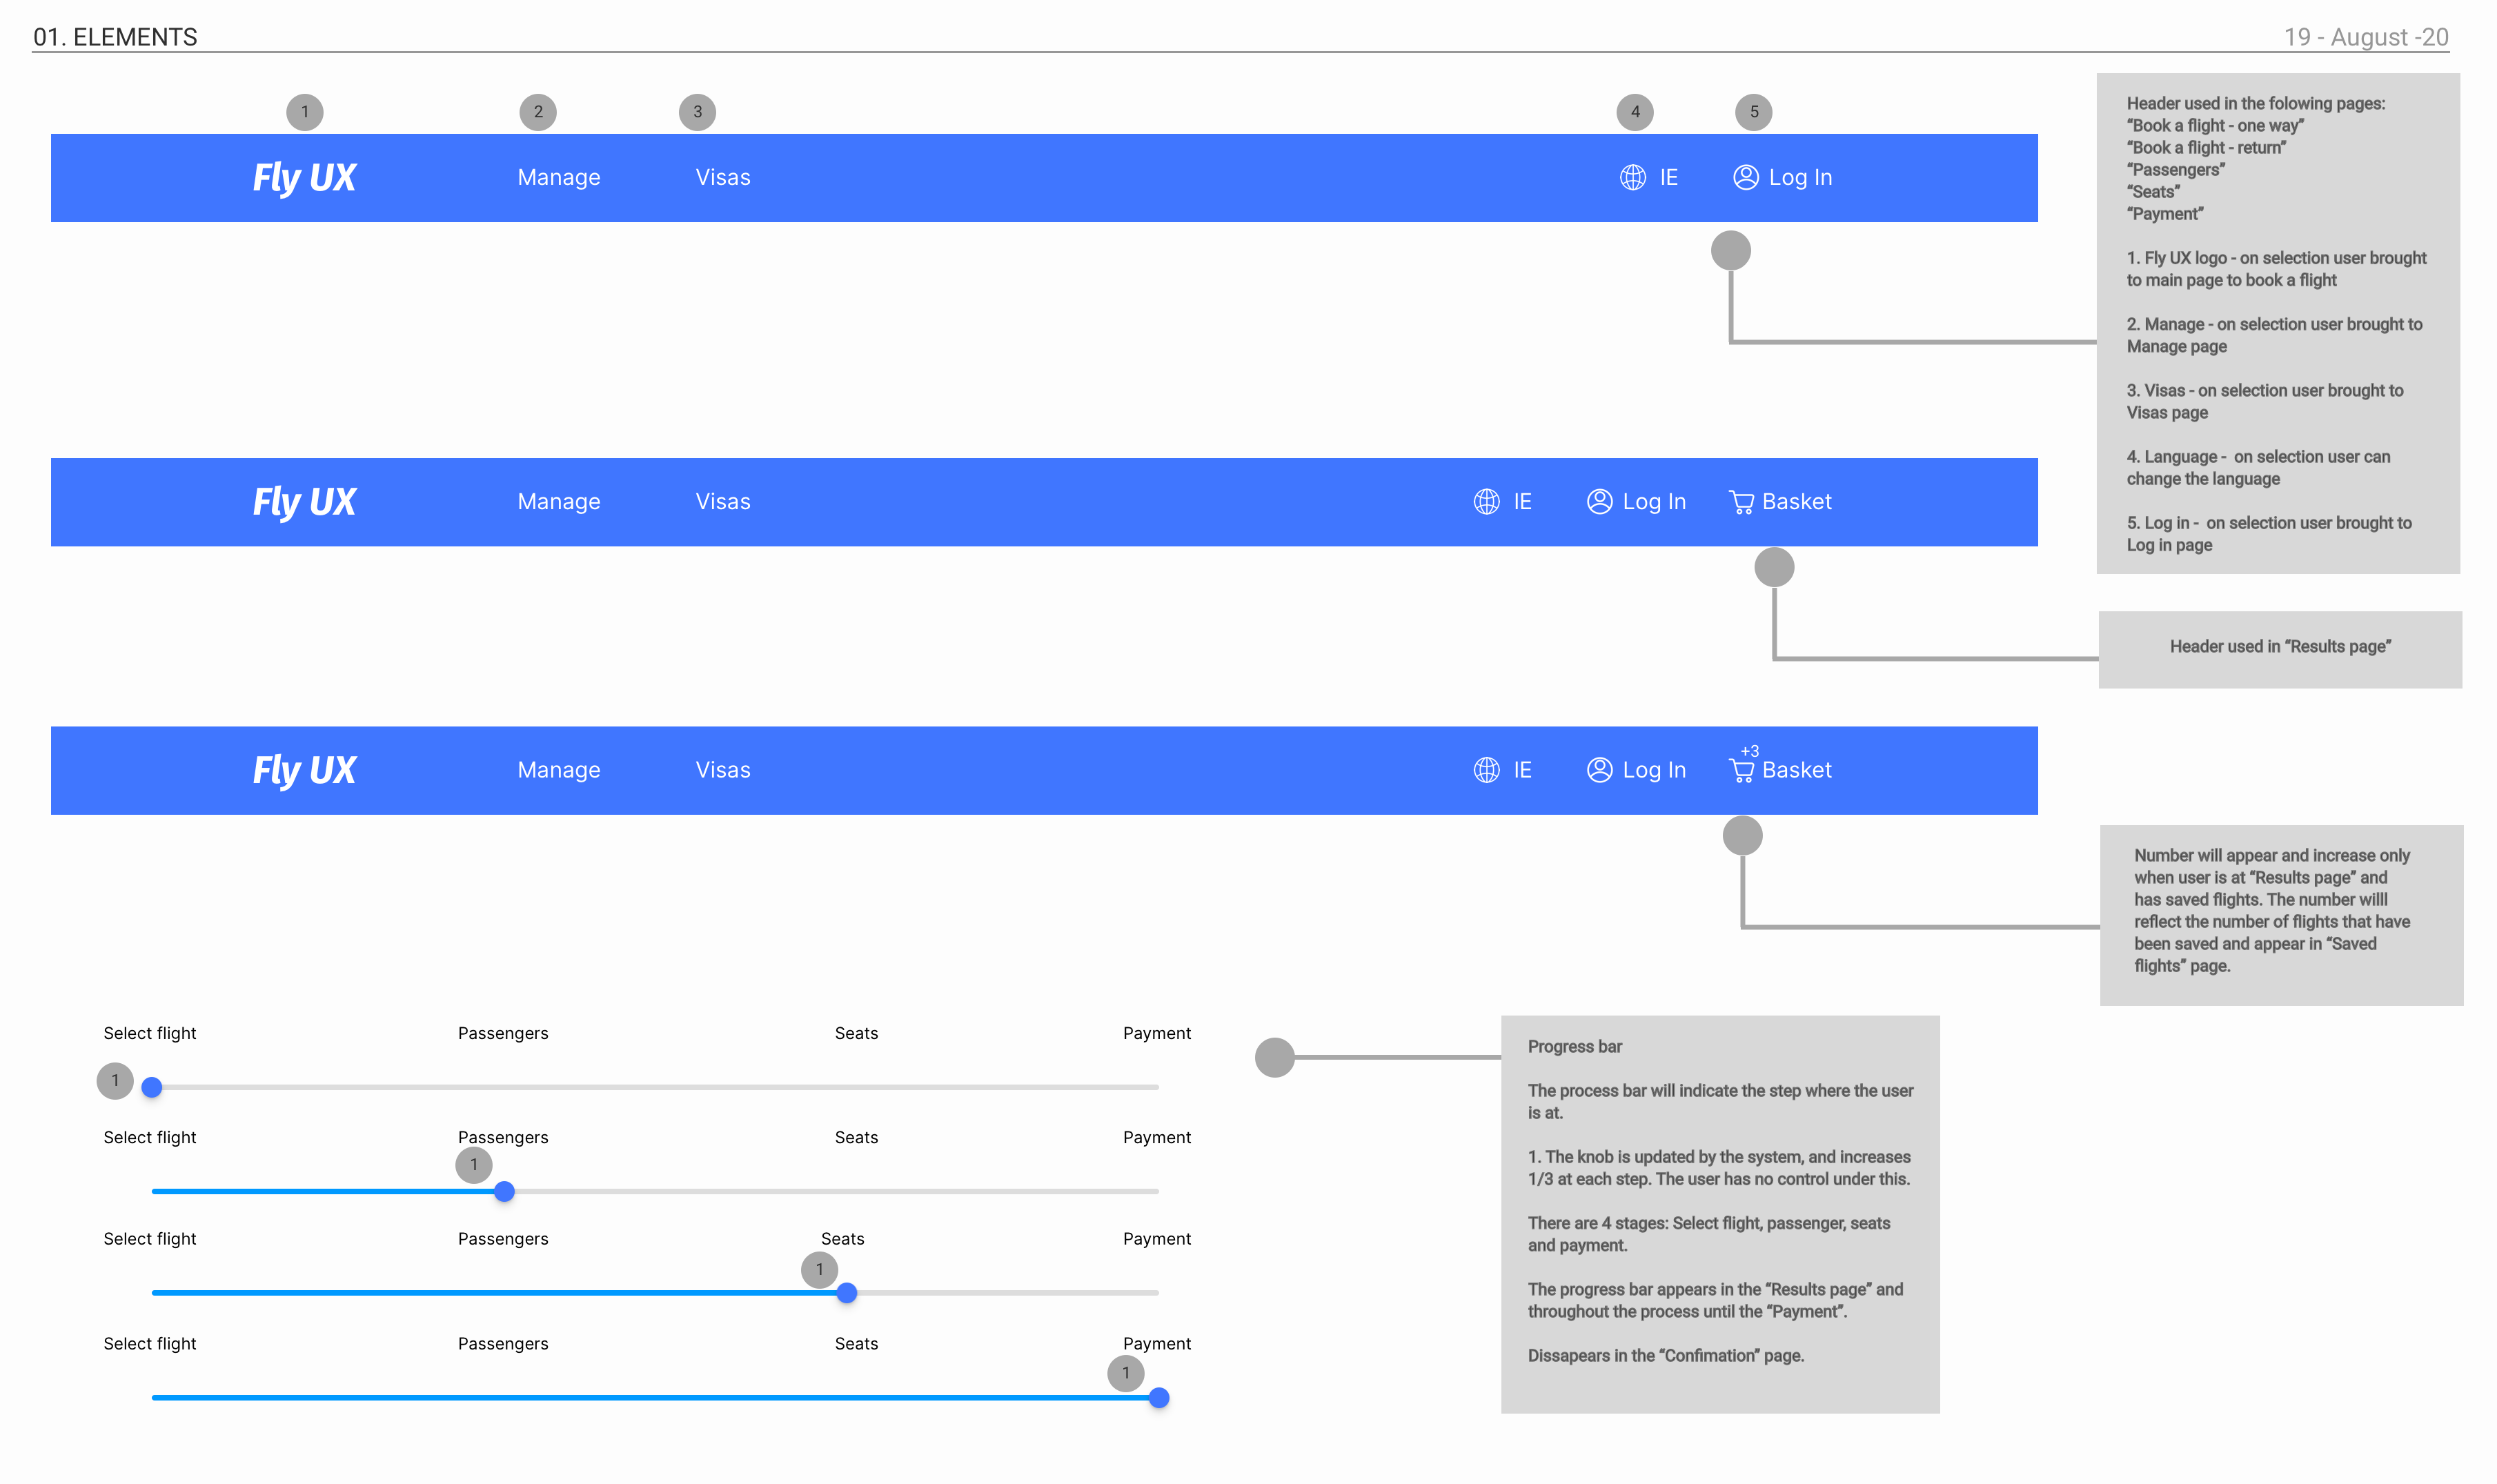 01. ELEMENTS
19 - August -20
1
2
3
4
5
Fly UX
Manage
Visas
IE
Log In
Header used in the folowing pages:
“Book a flight - one way”
“Book a flight - return”
“Passengers”
“Seats”
“Payment”
1. Fly UX logo - on selection user brought
to main page to book a flight
2. Manage - on selection user brought to
Manage page
3. Visas - on selection user brought to
Visas page
4. Language -  on selection user can
change the language
5. Log in -  on selection user brought to
Log in page
Fly UX
Manage
Visas
IE
Log In
Basket
Header used in “Results page”
Fly UX
Manage
Visas
IE
Log In
+3
Basket
Number will appear and increase only
when user is at “Results page” and
has saved flights. The number willl
reflect the number of flights that have
been saved and appear in “Saved
flights” page.
Select flight
Passengers
Seats
Payment
1
Select flight
Passengers
Seats
Payment
1
Select flight
Passengers
Seats
Payment
1
Select flight
Passengers
Seats
Payment
1
Progress bar
The process bar will indicate the step where the user
is at.
1. The knob is updated by the system, and increases
1/3 at each step. The user has no control under this.
There are 4 stages: Select flight, passenger, seats
and payment.
The progress bar appears in the “Results page” and
throughout the process until the “Payment”.
Dissapears in the “Confimation” page.